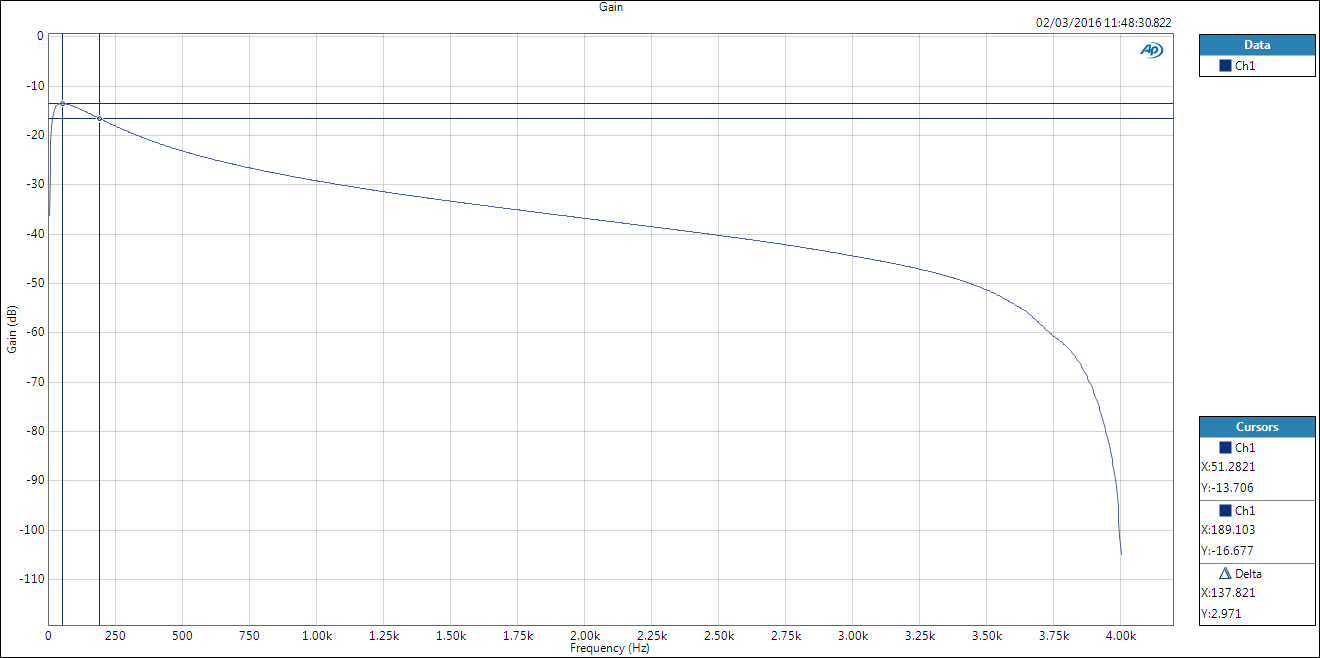 Gain
02/03/2016 11:48:30.822
AP
0
-10
-20
-30
-40
-50
-60
-70
-80
-90
-100
-110
Gain (dB)
0 250 500 750 1.00k 1.25k 1.50k 1.75k 2.00k 2.25k 2.50k 2.75k 3.00k 3.25k 3.50k 3.75k 4.00k
Frequency (Hz)
Data
Ch1
Cursors
Ch1
X:51.2821
Y:-13.706
Ch1
X:189.103
Y:-16.677
Delta
X:137.821
Y:2.971